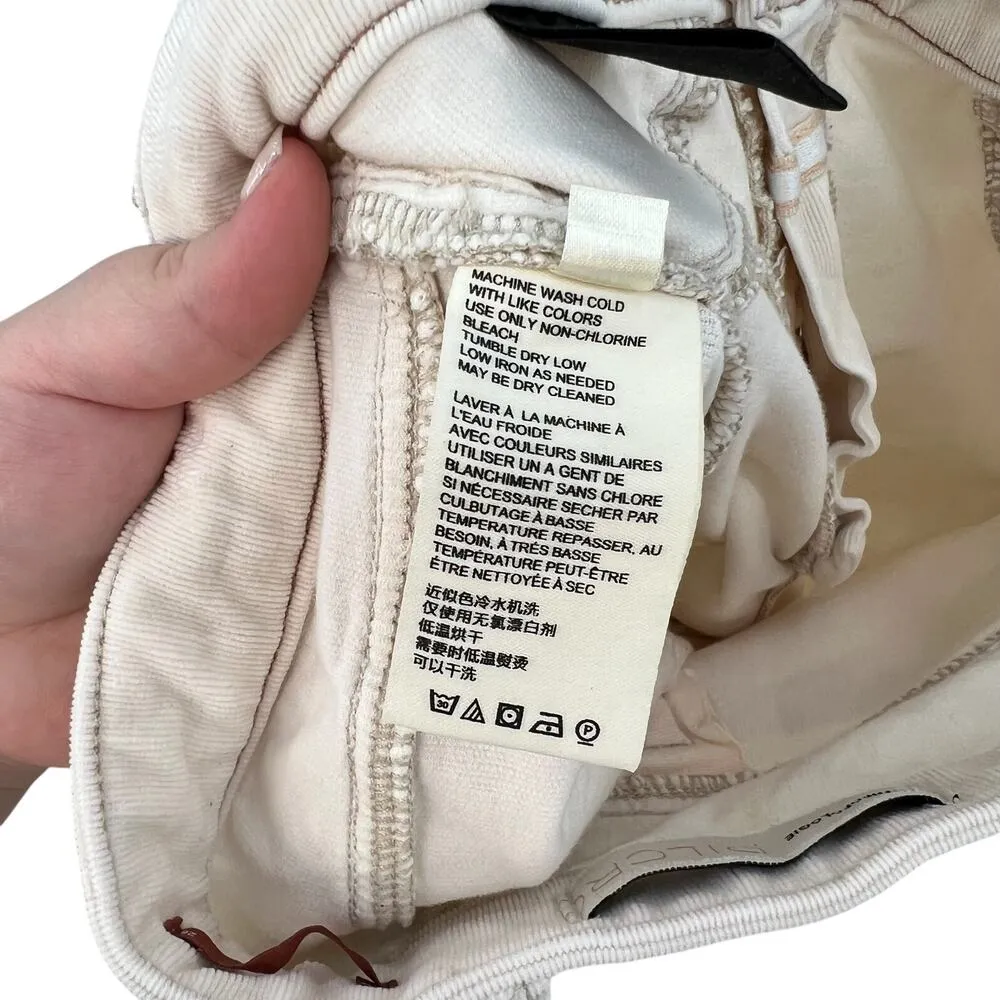 MACHINE WASH COLD
WITH LIKE COLORS
USE ONLY NON-CHLORINE
BLEACH
TUMBLE DRY LOW
LOW IRON AS NEEDED
MAY BE DRY CLEANED
LAVER À LA MACHINE À
L'EAU FROIDE
AVEC COULEURS SIMILAIRES
UTILISER UN A GENT DE
BLANCHIMENT SANS CHLORE
SI NÉCESSAIRE SECHER PAR
CULBUTAGE À BASSE
TEMPERATURE REPASSER, AU
BESOIN, À TRÉS BASSE
TEMPÉRATURE PEUT-ÊTRE
ÊTRE NETTOYÉE À SEC
近似色冷水机洗
仅使用无氯漂白剂
低温烘干
需要时低温熨烫
可以干洗
30 P
PILCR